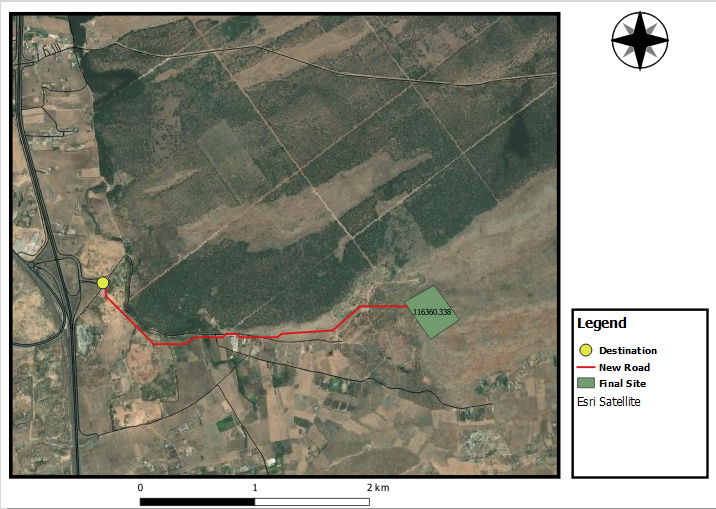 116360.338
Legend
Destination
New Road
Final Site
Esri Satellite
0 1 2 km